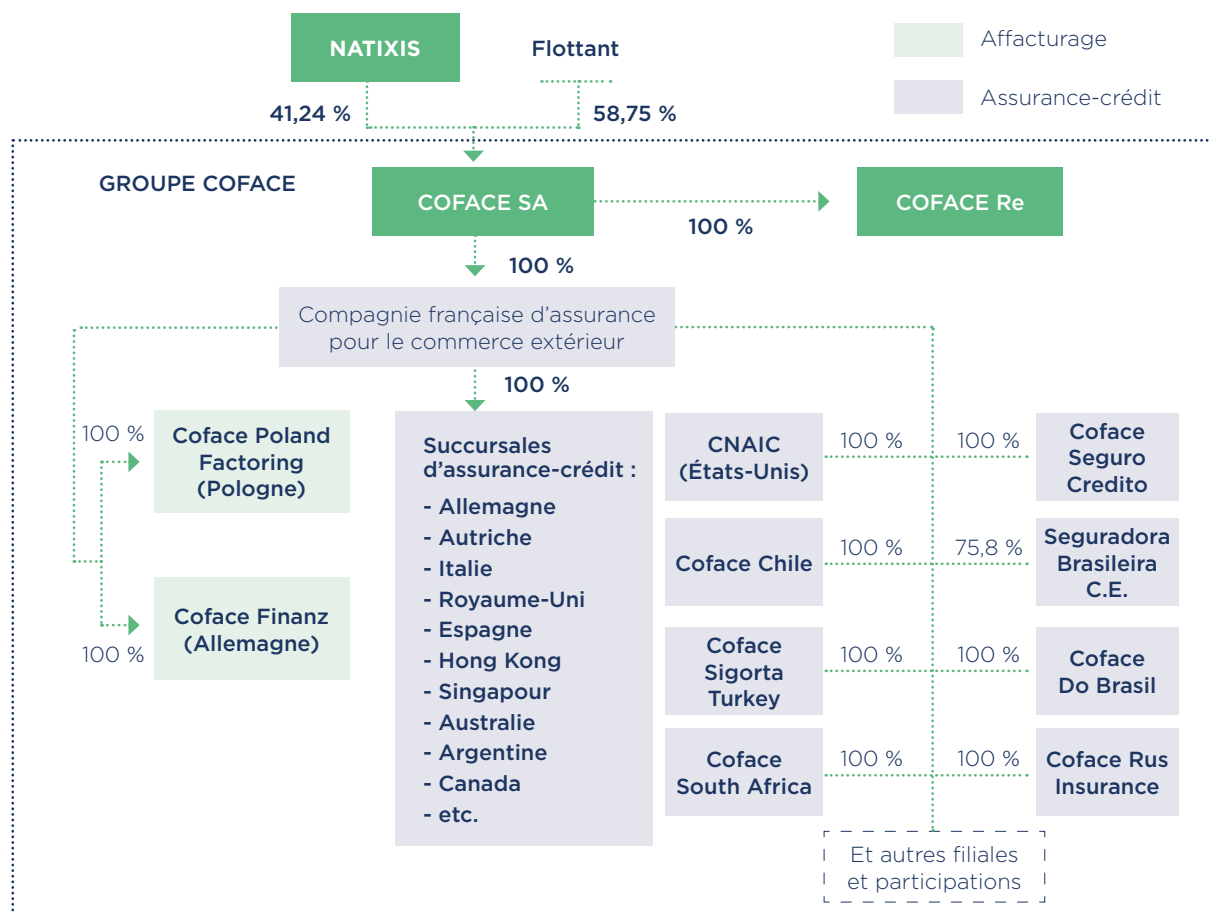 NATIXIS
Flottant
Affacturage
Assurance-crédit
41,24 %
58,75 %
GROUPE COFACE
COFACE SA
100 %
COFACE Re
100 %
Compagnie française d'assurance
pour le commerce extérieur
100 %
100 %
Coface Poland
Factoring
(Pologne)
100 %
Coface Finanz
(Allemagne)
Succursales
d'assurance-crédit :
- Allemagne
- Autriche
- Italie
- Royaume-Uni
- Espagne
- Hong Kong
- Singapour
- Australie
- Argentine
- Canada
- etc.
CNAIC
(États-Unis)
100 %
100 %
Coface
Seguro
Credito
Coface Chile
100 %
75,8 %
Seguradora
Brasileira
C.E.
Coface
Sigorta
Turkey
100 %
100 %
Coface
Do Brasil
Coface
South Africa
100 %
100 %
Coface Rus
Insurance
Et autres filiales
et participations